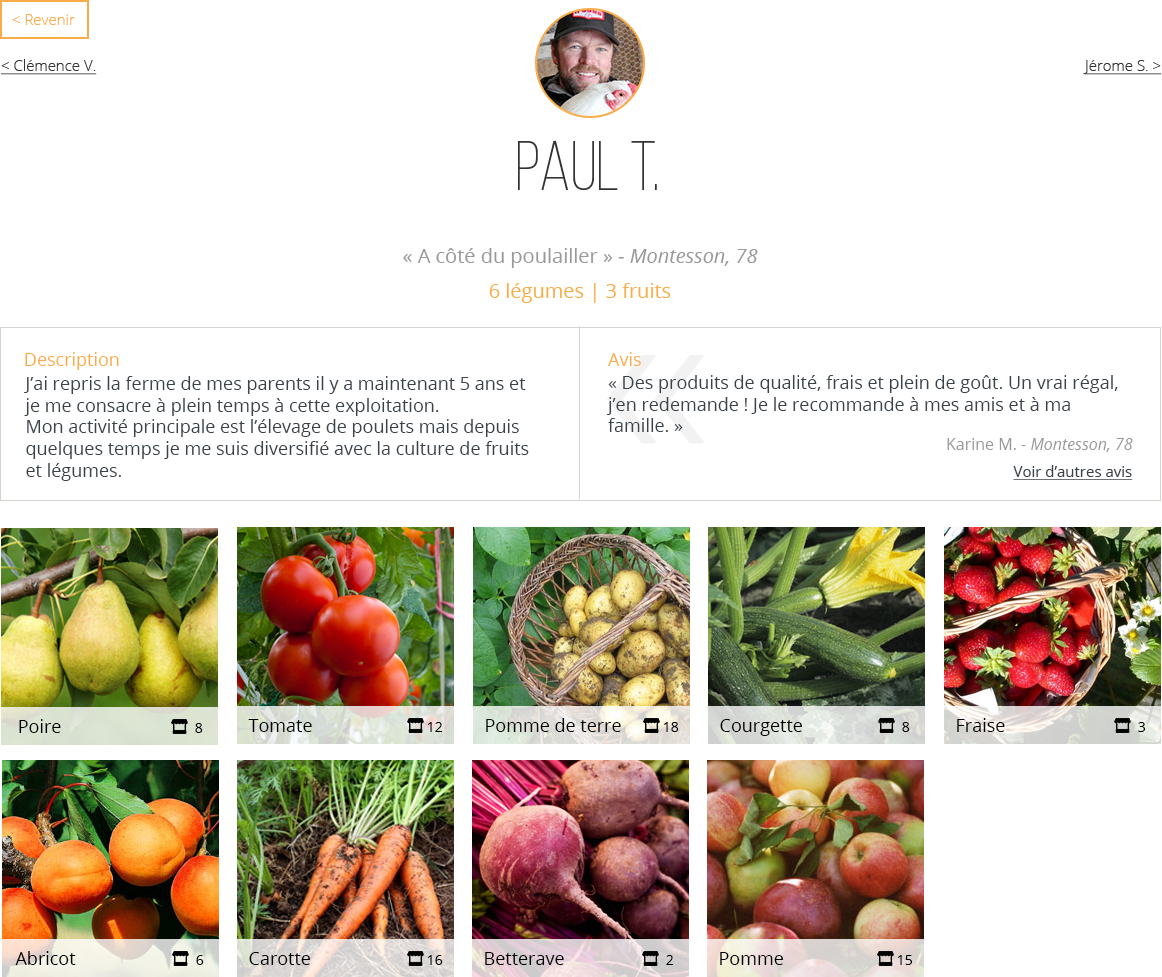 < Revenir
< Clémence V.
Jérome S. >
PAUL T.
« A côté du poulailler » - Montesson, 78
6 légumes | 3 fruits
Description
J’ai repris la ferme de mes parents il y a maintenant 5 ans et
je me consacre à plein temps à cette exploitation.
Mon activité principale est l’élevage de poulets mais depuis
quelques temps je me suis diversifié avec la culture de fruits
et légumes.
Avis
« Des produits de qualité, frais et plein de goût. Un vrai régal,
j’en redemande ! Je le recommande à mes amis et à ma
famille. »
Karine M. - Montesson, 78
Voir d’autres avis
Poire 8
Tomate 12
Pomme de terre 18
Courgette 8
Fraise 3
Abricot 6
Carotte 16
Betterave 2
Pomme 15